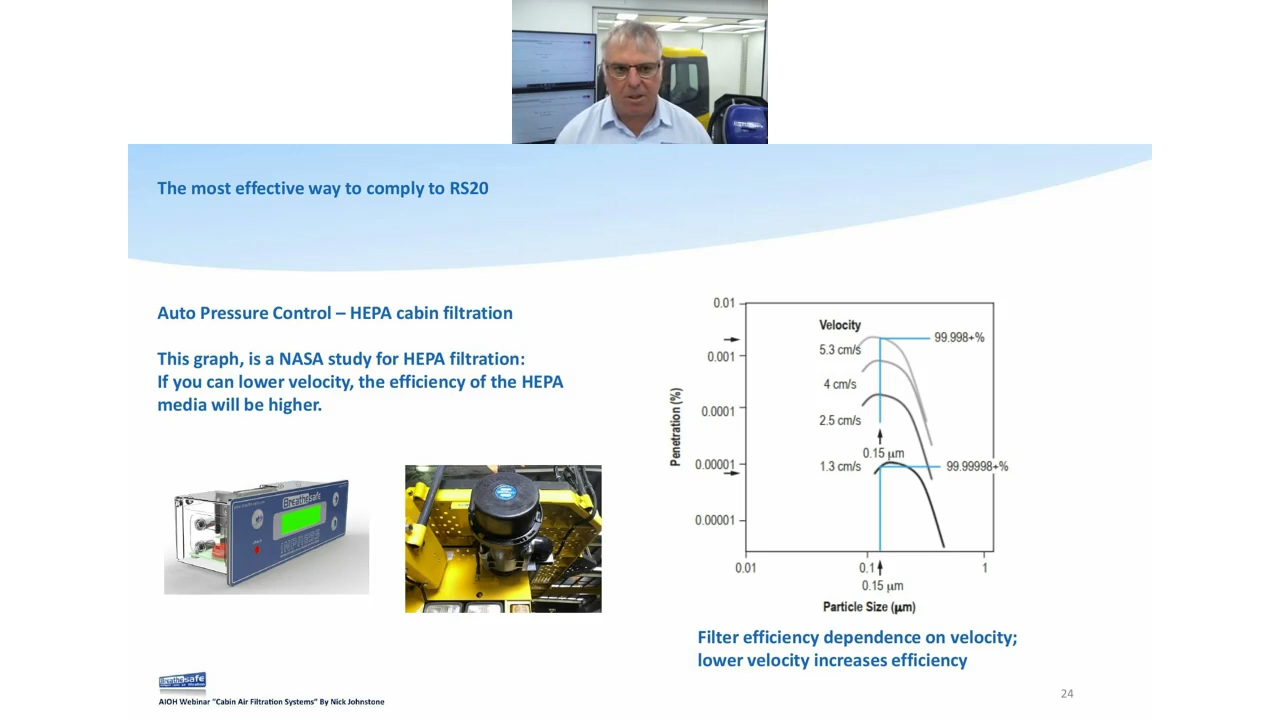 The most effective way to comply to RS20
Auto Pressure Control – HEPA cabin filtration
This graph, is a NASA study for HEPA filtration:
If you can lower velocity, the efficiency of the HEPA
media will be higher.
Breathesafe
INPRESS
0.01
0.001
0.0001
0.00001
0.00001
Penetration (%)
Velocity
5.3 cm/s
4 cm/s
2.5 cm/s
1.3 cm/s
99.998+%
0.15 µm
99.99998+%
0.01
0.1
1
0.15 µm
Particle Size (µm)
Filter efficiency dependence on velocity;
lower velocity increases efficiency
Breathesafe
AIOH Webinar “Cabin Air Filtration Systems” By Nick Johnstone
24